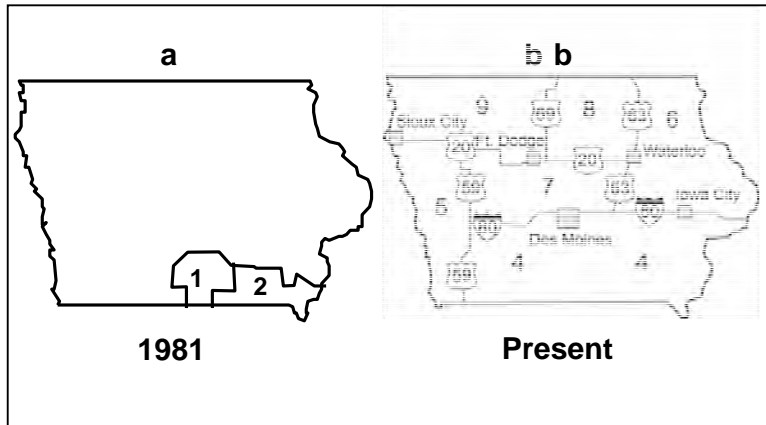 a
b b
9
8
6
69
63
Sioux City
Ft. Dodge
20
20
Waterloo
59
7
63
Iowa City
5
80
80
Des Moines
1
2
59
4
4
1981
Present